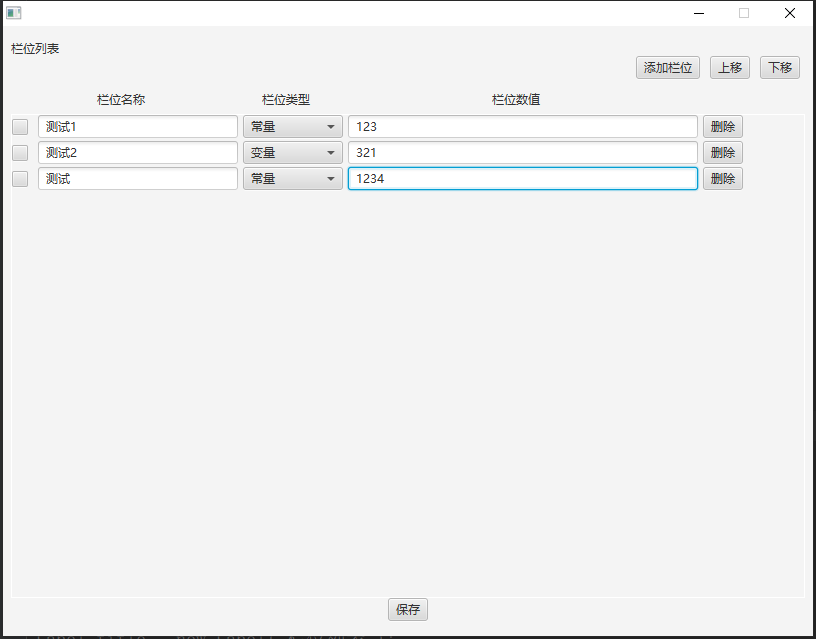 栏位列表
添加栏位 上移 下移
栏位名称 栏位类型 栏位数值
测试1 常量 123 删除
测试2 变量 321 删除
测试 常量 1234 删除
保存